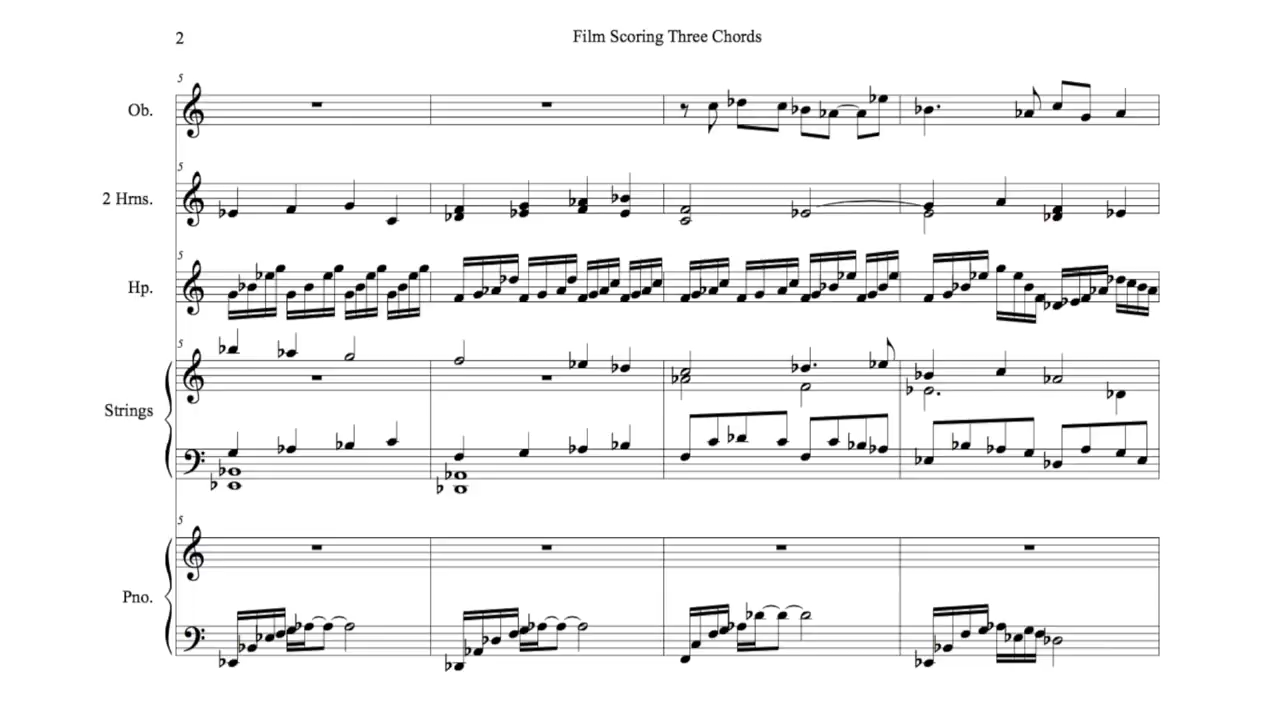 2
Film Scoring Three Chords
5
Ob.
5
2 Hrns.
5
Hp.
5
Strings
5
Pno.